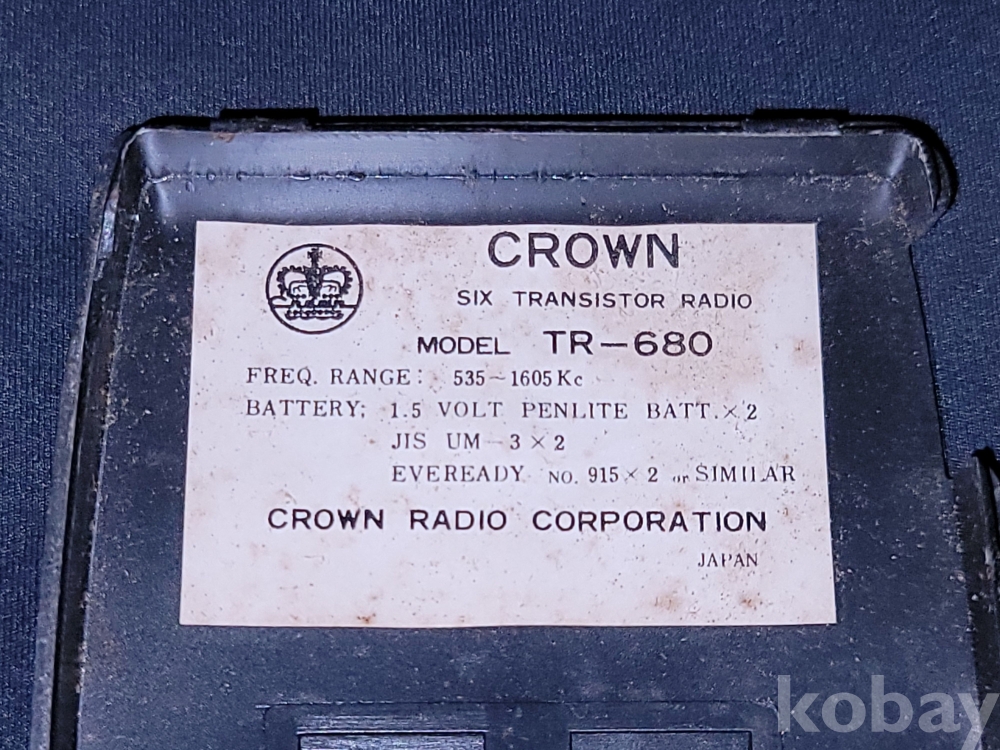 CROWN
SIX TRANSISTOR RADIO
MODEL TR-680
FREQ. RANGE: 535~1605 Kc
BATTERY; 1.5 VOLT PENLITE BATT. × 2
JIS UM-3 × 2
EVEREADY NO. 915 × 2 or SIMILAR
CROWN RADIO CORPORATION
JAPAN
kobay